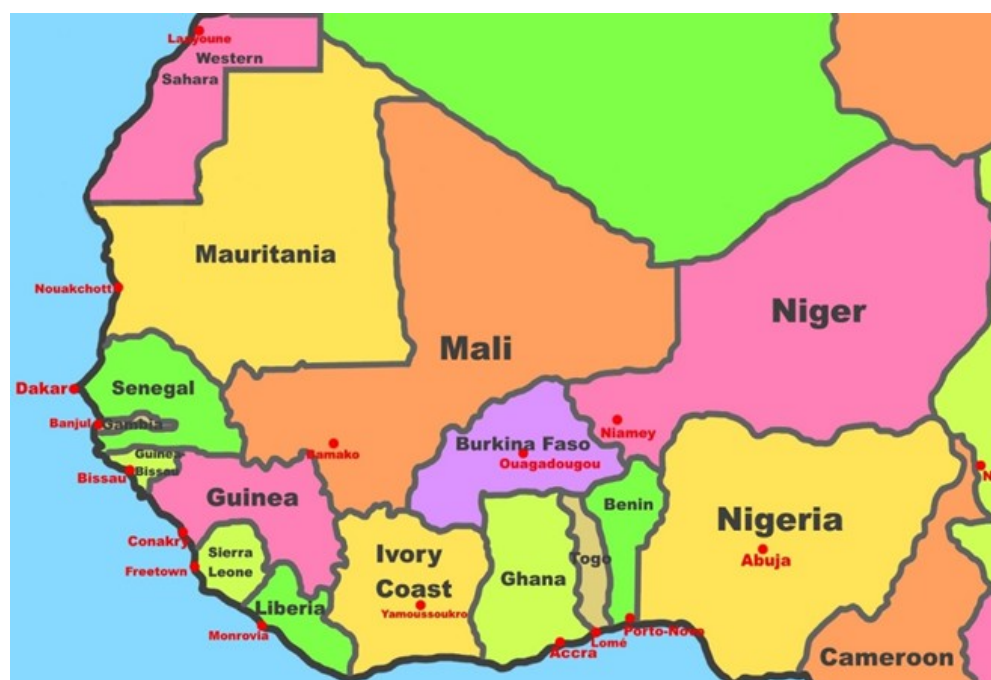 Laayoune
Western
Sahara
Mauritania
Nouakchott
Niger
Mali
Dakar
Senegal
Banjul
Gambia
Niamey
Burkina Faso
Ouagadougou
Bamako
Guinea-
Bissau
Bissau
Guinea
Benin
Nigeria
Abuja
Conakry
Sierra
Leone
Freetown
Ivory
Coast
Yamoussoukro
Ghana
Togo
Liberia
Monrovia
Porto-Novo
Lomé
Accra
Cameroon
N